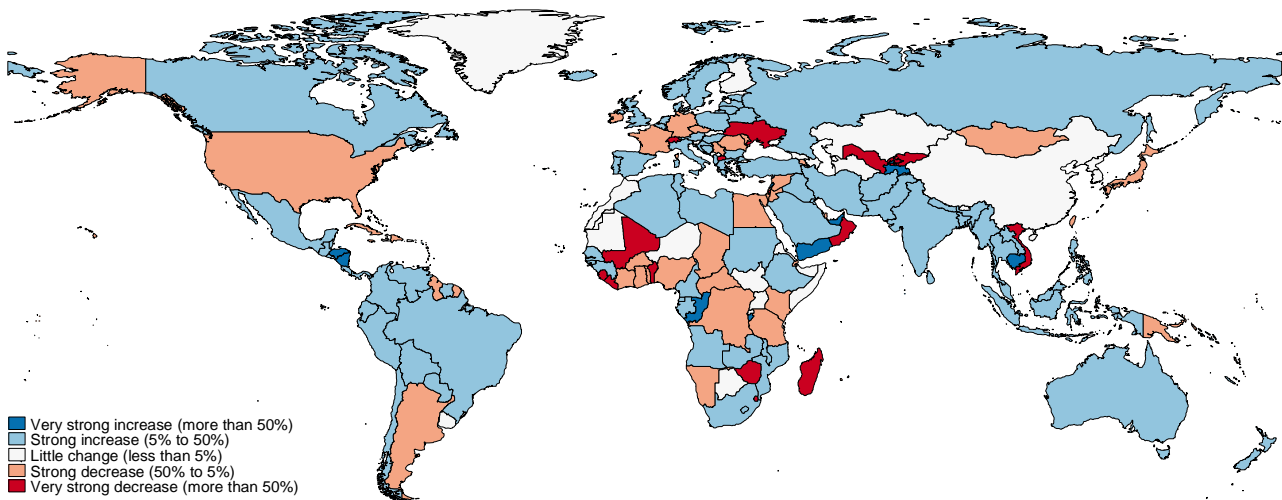 Very strong increase (more than 50%)
Strong increase (5% to 50%)
Little change (less than 5%)
Strong decrease (50% to 5%)
Very strong decrease (more than 50%)